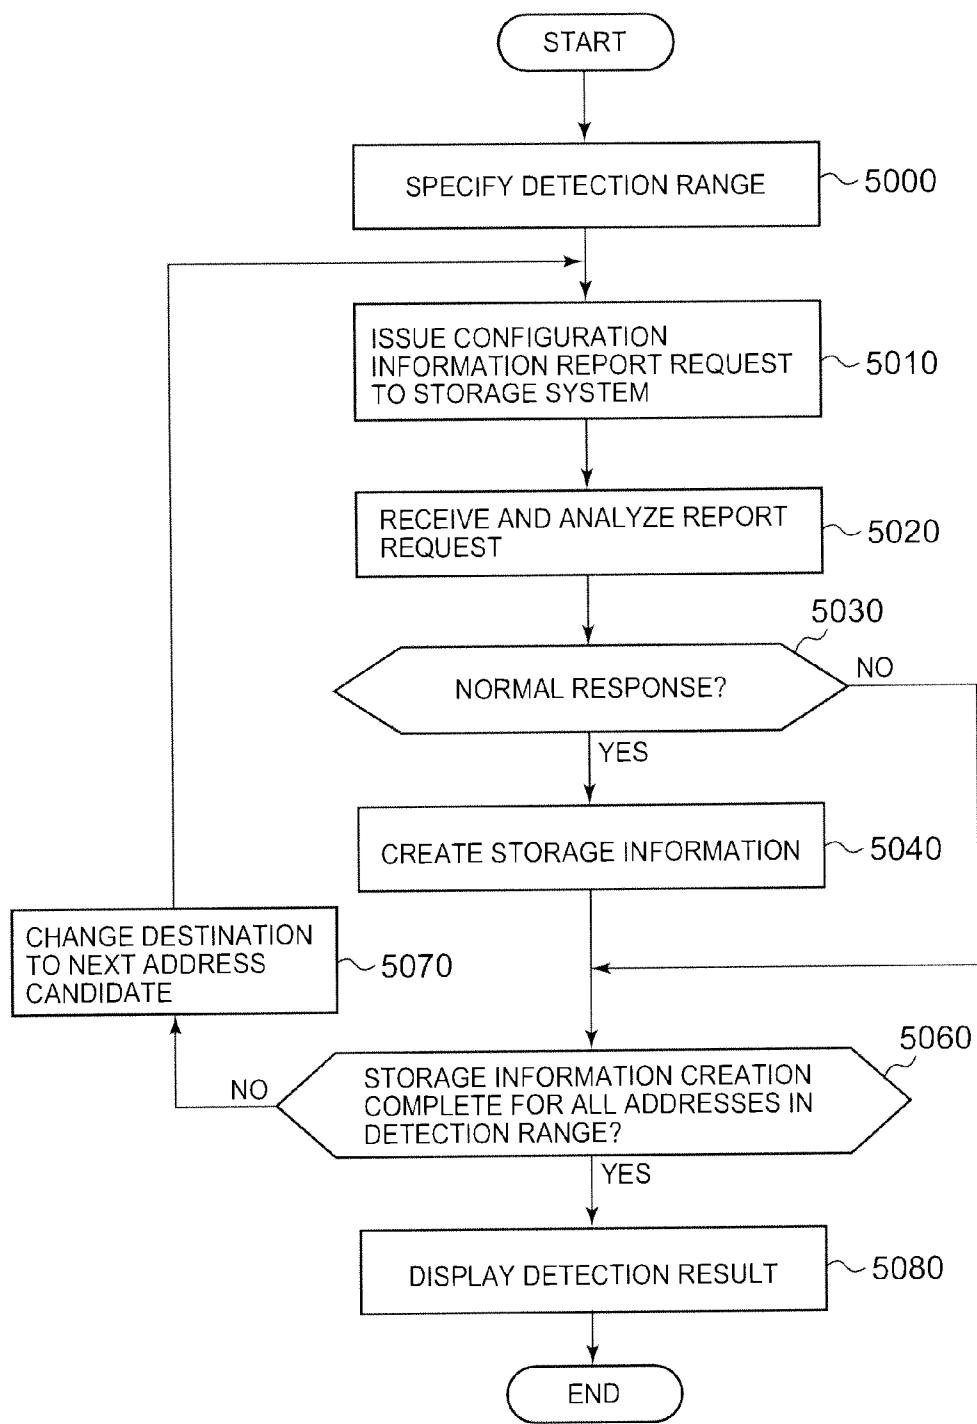 START
SPECIFY DETECTION RANGE
5000
ISSUE CONFIGURATION
INFORMATION REPORT REQUEST
TO STORAGE SYSTEM
5010
RECEIVE AND ANALYZE REPORT
REQUEST
5020
5030
NORMAL RESPONSE?
NO
YES
CREATE STORAGE INFORMATION
5040
CHANGE DESTINATION
TO NEXT ADDRESS
CANDIDATE
5070
5060
STORAGE INFORMATION CREATION
COMPLETE FOR ALL ADDRESSES IN
DETECTION RANGE?
NO
YES
DISPLAY DETECTION RESULT
5080
END